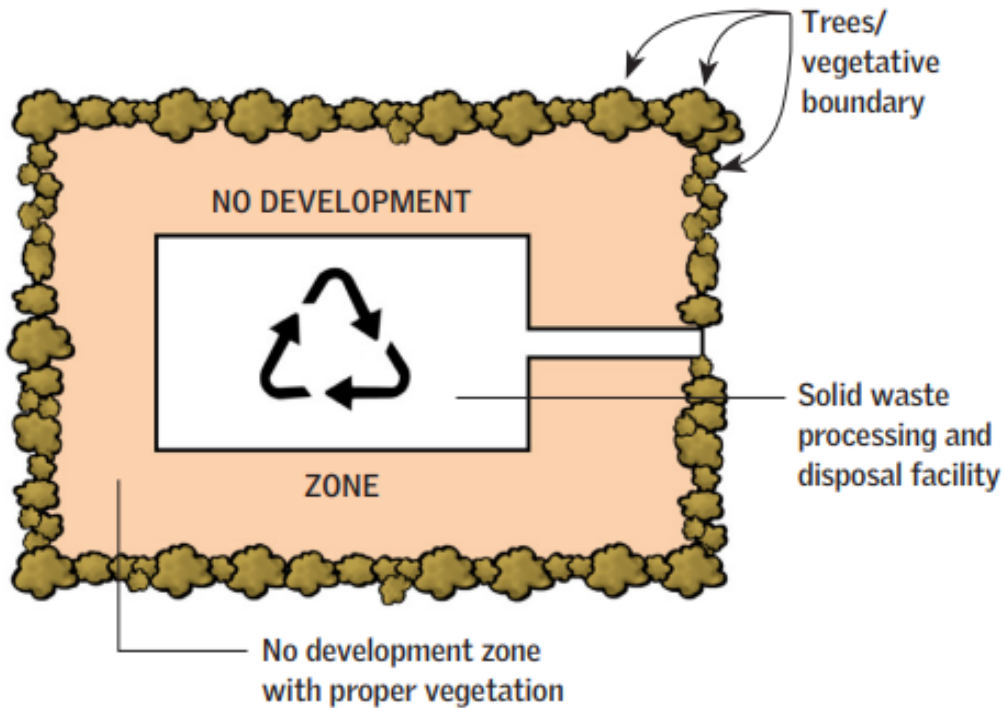 Trees/
vegetative
boundary
NO DEVELOPMENT
Solid waste
processing and
disposal facility
ZONE
No development zone
with proper vegetation